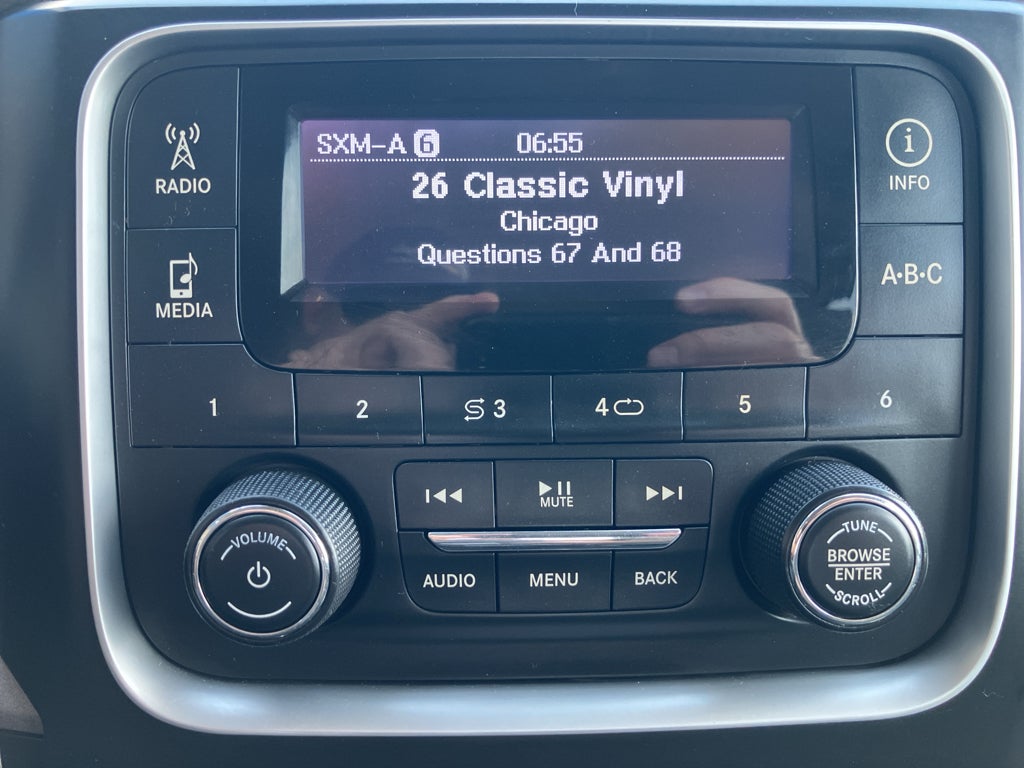 SXM-A 6 06:55
26 Classic Vinyl
Chicago
Questions 67 And 68
RADIO
MEDIA
i
INFO
A·B·C
1
2
3
4
5
6
VOLUME
MUTE
AUDIO
MENU
BACK
TUNE
BROWSE
ENTER
SCROLL